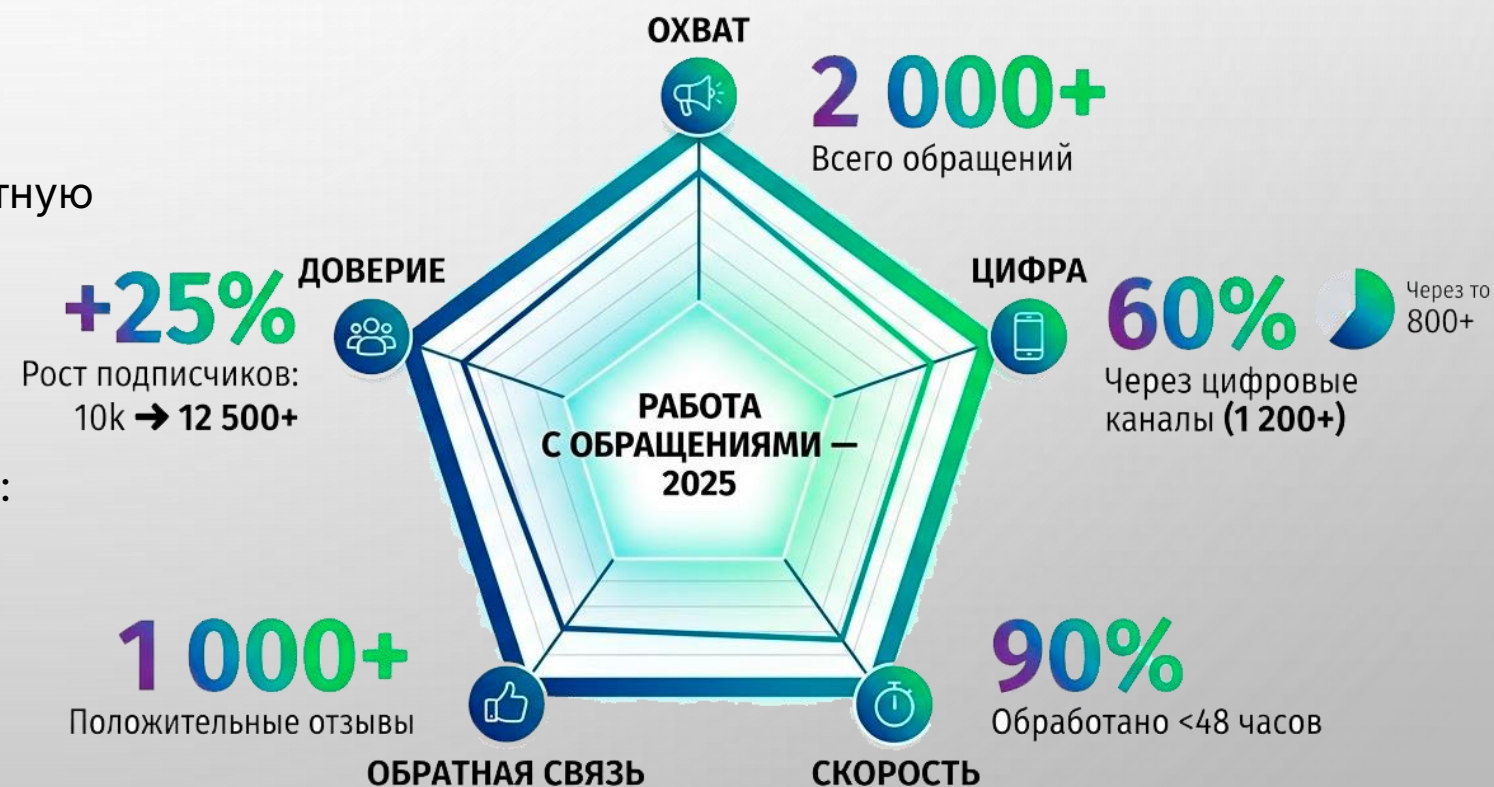 ОХВАТ
2 000+
Всего обращений
ДОВЕРИЕ
+25%
Рост подписчиков:
10k → 12 500+
ЦИФРА
60%
Через цифровые
каналы (1 200+)
Через то
800+
РАБОТА
С ОБРАЩЕНИЯМИ —
2025
:
1 000+
Положительные отзывы
ОБРАТНАЯ СВЯЗЬ
90%
Обработано <48 часов
СКОРОСТЬ